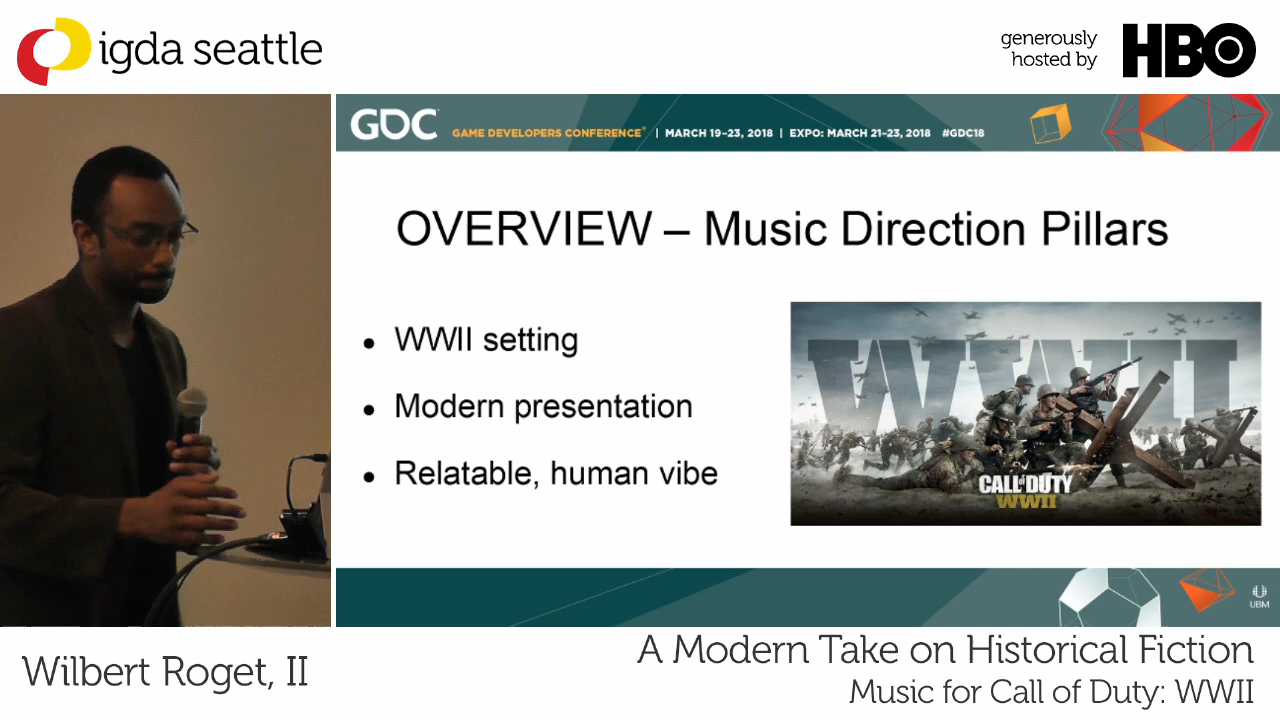 igda seattle
generously
hosted by
HBO
GDC
GAME DEVELOPERS CONFERENCE® | MARCH 19–23, 2018 | EXPO: MARCH 21–23, 2018 #GDC18
OVERVIEW – Music Direction Pillars
• WWII setting
• Modern presentation
• Relatable, human vibe
WWII
CALL OF DUTY
WWII
UBM
Wilbert Roget, II
A Modern Take on Historical Fiction
Music for Call of Duty: WWII